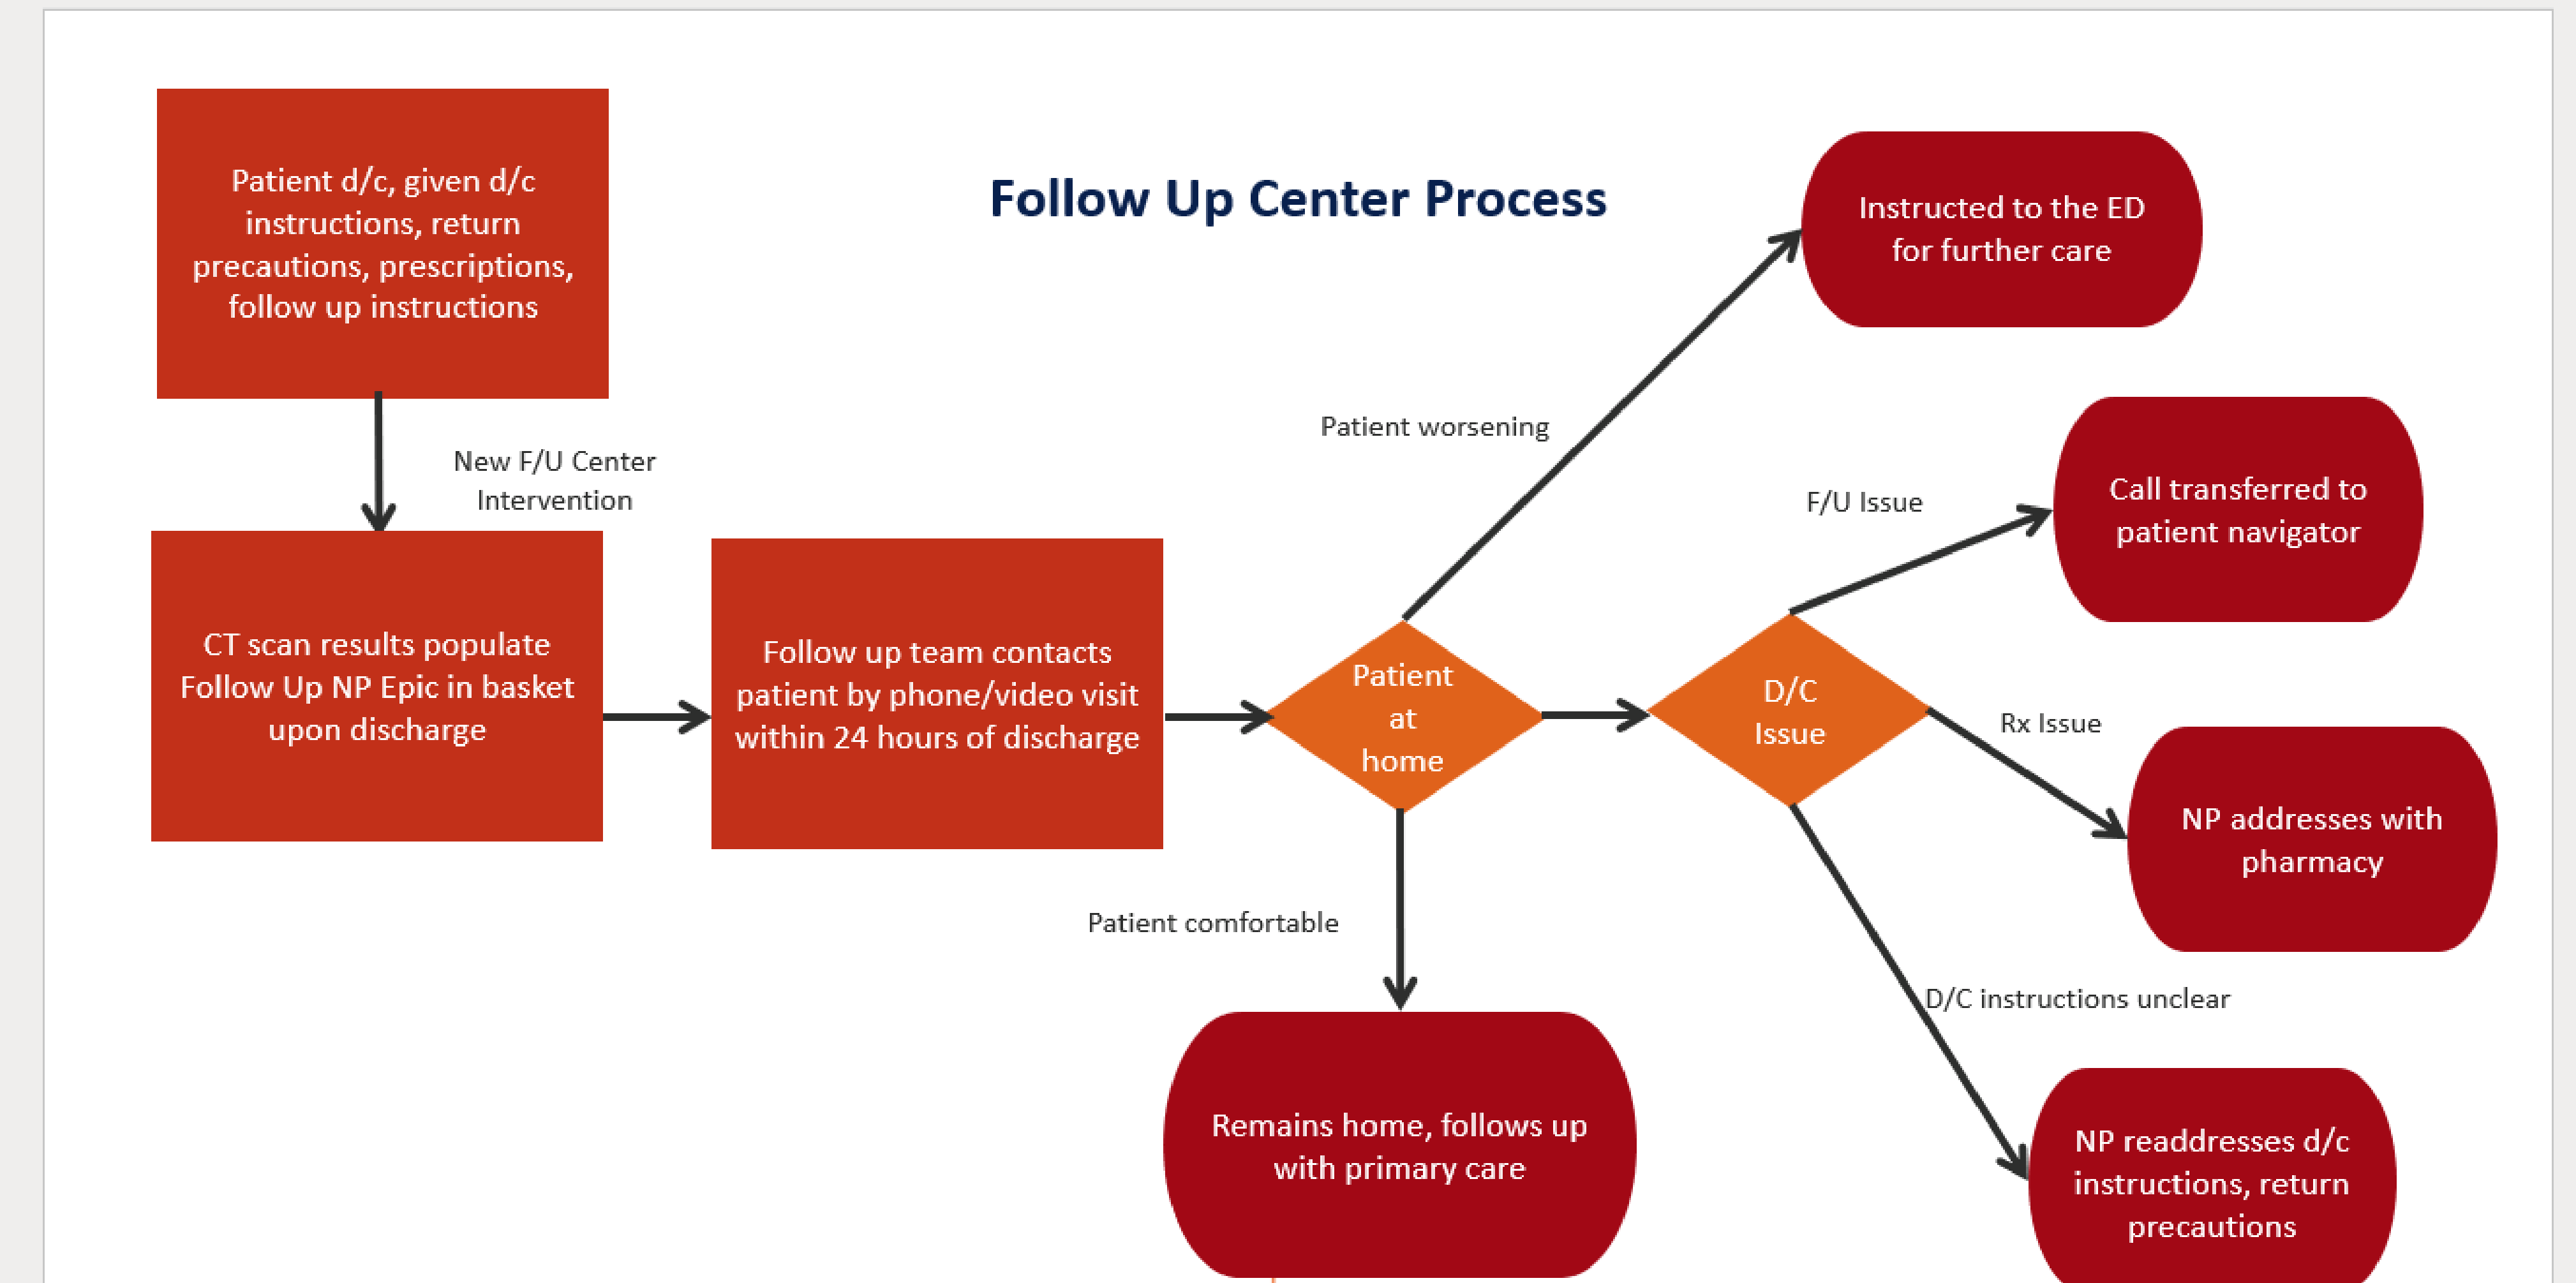 Follow Up Center Process
Patient d/c, given d/c
instructions, return
precautions, prescriptions,
follow up instructions
New F/U Center
Intervention
CT scan results populate
Follow Up NP Epic in basket
upon discharge
Follow up team contacts
patient by phone/video visit
within 24 hours of discharge
Patient
at
home
Patient worsening
Instructed to the ED
for further care
Patient comfortable
Remains home, follows up
with primary care
D/C
Issue
F/U Issue
Call transferred to
patient navigator
Rx Issue
NP addresses with
pharmacy
D/C instructions unclear
NP readdresses d/c
instructions, return
precautions